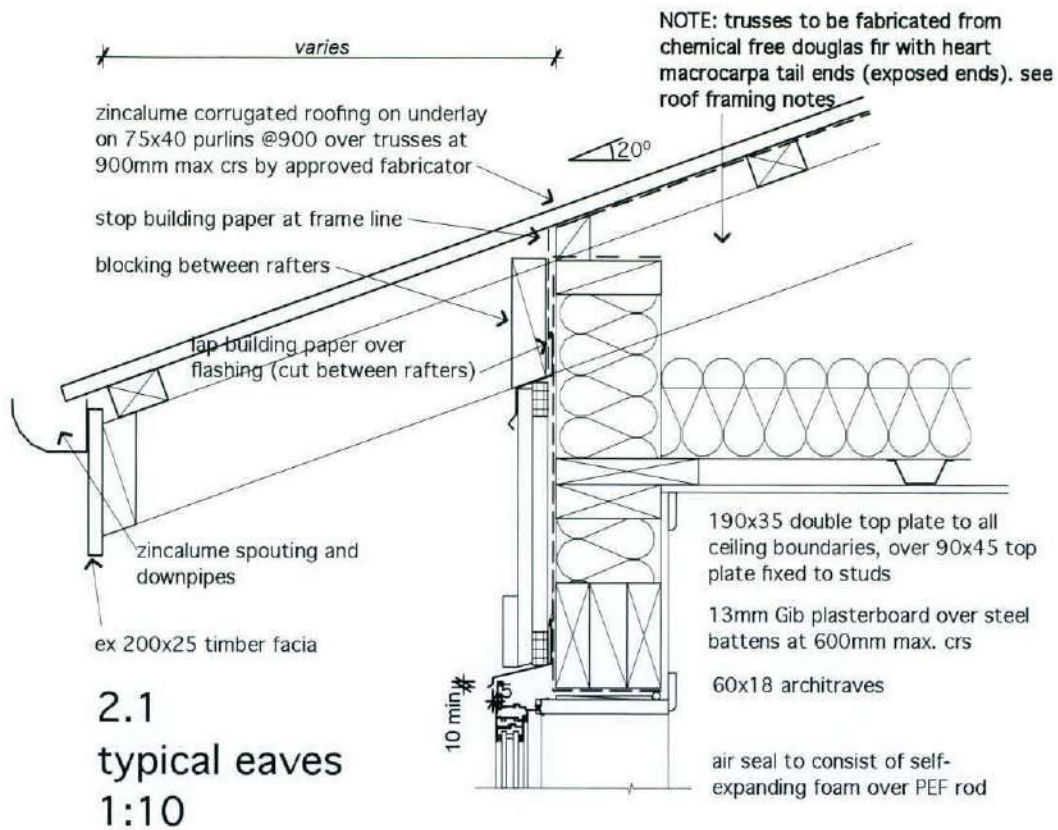 varies
NOTE: trusses to be fabricated from
chemical free douglas fir with heart
macrocarpa tail ends (exposed ends). see
roof framing notes
zincalume corrugated roofing on underlay
on 75x40 purlins @900 over trusses at
900mm max crs by approved fabricator
20º
stop building paper at frame line
blocking between rafters
lap building paper over
flashing (cut between rafters)
zincalume spouting and
downpipes
ex 200x25 timber facia
190x35 double top plate to all
ceiling boundaries, over 90x45 top
plate fixed to studs
13mm Gib plasterboard over steel
battens at 600mm max. crs
60x18 architraves
10 min
5
air seal to consist of self-
expanding foam over PEF rod
2.1
typical eaves
1:10